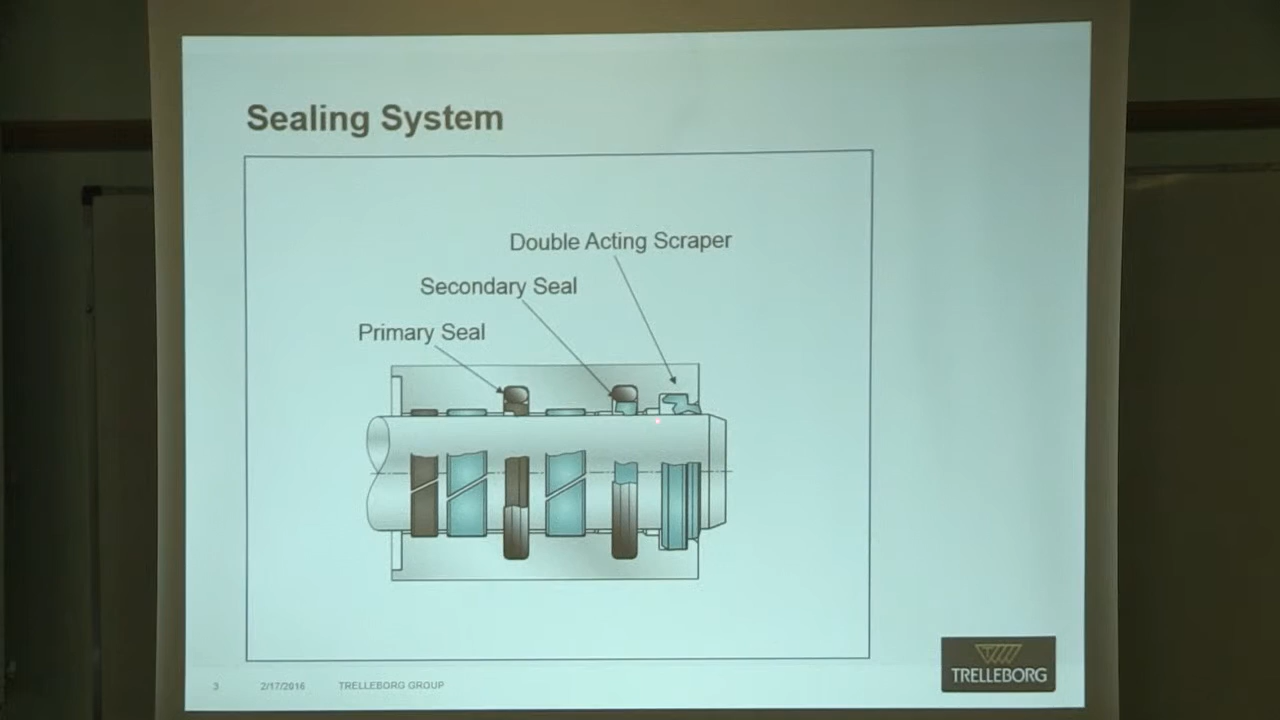 Sealing System
Double Acting Scraper
Secondary Seal
Primary Seal
3 2/17/2016 TRELLEBORG GROUP
TRELLEBORG